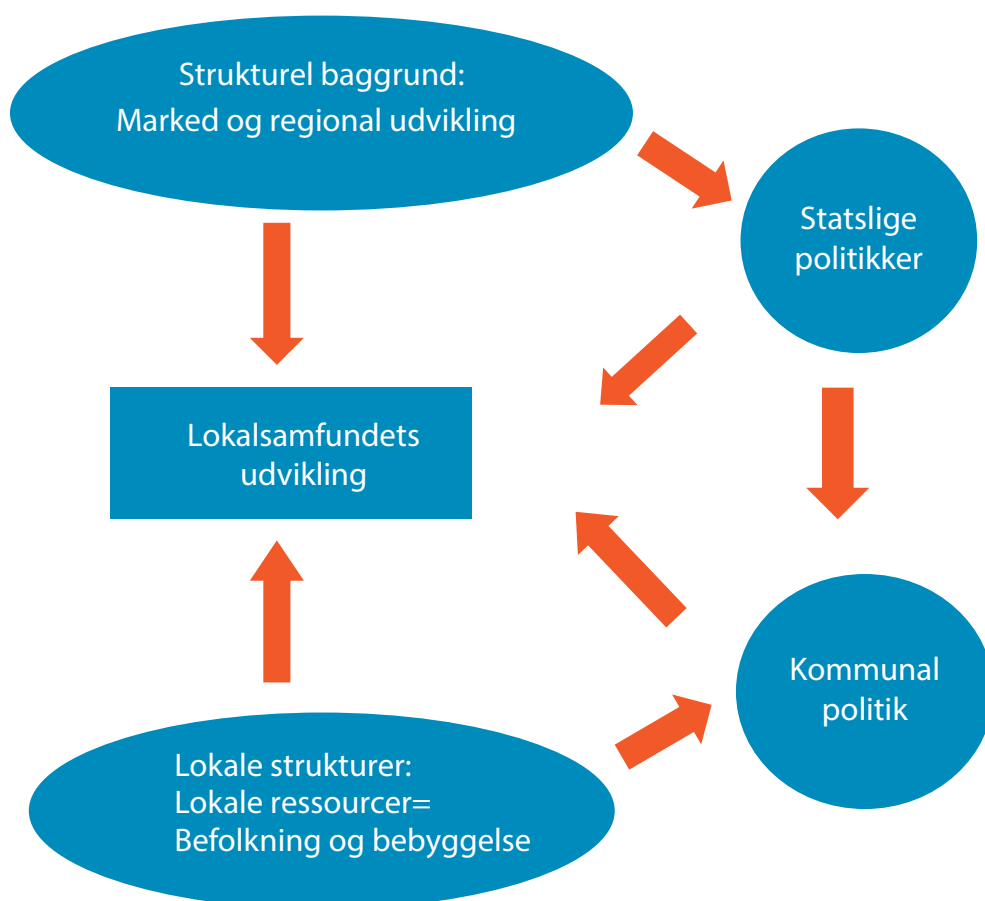 Strukturel baggrund:
Marked og regional udvikling
Statslige
politikker
Lokalsamfundets
udvikling
Kommunal
politik
Lokale strukturer:
Lokale ressourcer=
Befolkning og bebyggelse